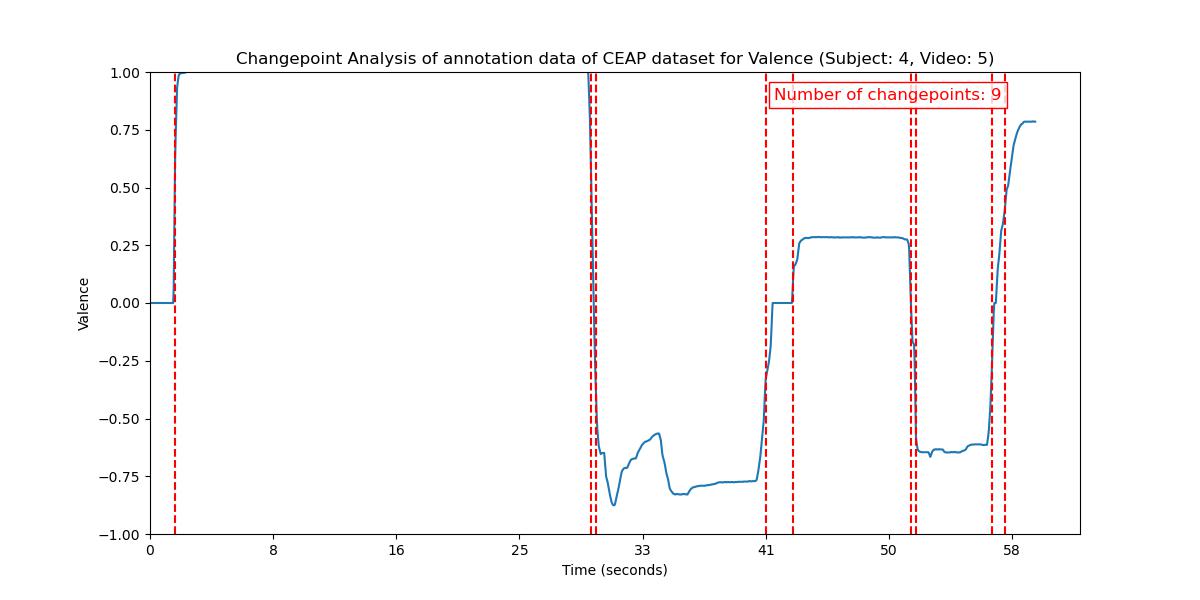 Changepoint Analysis of annotation data of CEAP dataset for Valence (Subject: 4, Video: 5)
Number of changepoints: 9
1.00
0.75
0.50
0.25
0.00
−0.25
−0.50
−0.75
−1.00
Valence
0 8 16 25 33 41 50 58
Time (seconds)